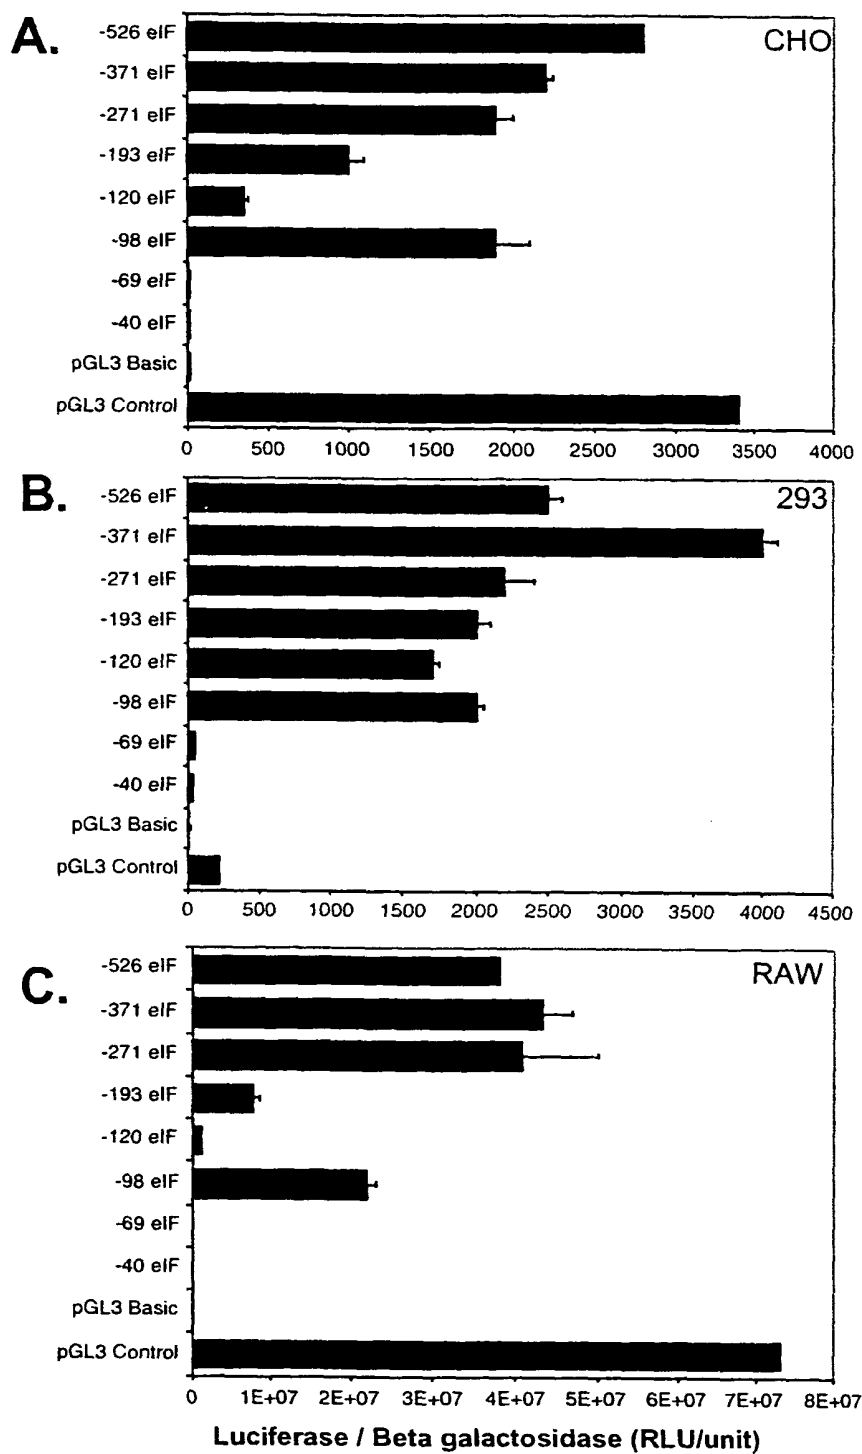 A.
CHO
-526 eIF
-371 eIF
-271 eIF
-193 eIF
-120 eIF
-98 eIF
-69 eIF
-40 eIF
pGL3 Basic
pGL3 Control
0 500 1000 1500 2000 2500 3000 3500 4000
B.
293
-526 eIF
-371 eIF
-271 eIF
-193 eIF
-120 eIF
-98 eIF
-69 eIF
-40 eIF
pGL3 Basic
pGL3 Control
0 500 1000 1500 2000 2500 3000 3500 4000 4500
C.
RAW
-526 eIF
-371 eIF
-271 eIF
-193 eIF
-120 eIF
-98 eIF
-69 eIF
-40 eIF
pGL3 Basic
pGL3 Control
0 1E+07 2E+07 3E+07 4E+07 5E+07 6E+07 7E+07 8E+07
Luciferase / Beta galactosidase (RLU/unit)